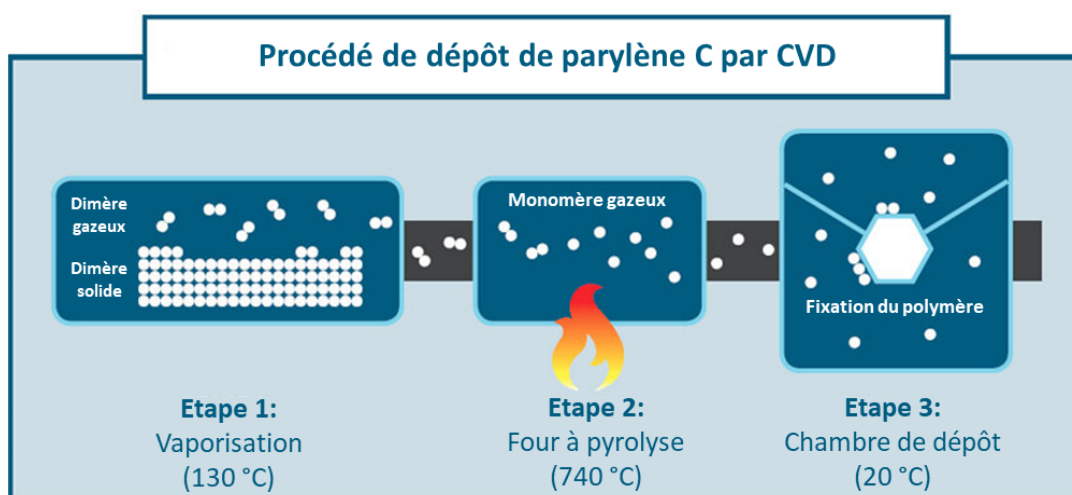 Procédé de dépôt de parylène C par CVD
Dimère
gazeux
Dimère
solide
Monomère gazeux
Fixation du polymère
Etape 1:
Vaporisation
(130 °C)
Etape 2:
Four à pyrolyse
(740 °C)
Etape 3:
Chambre de dépôt
(20 °C)